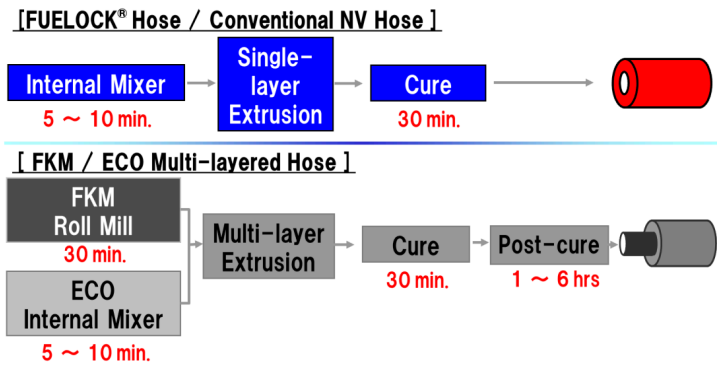 [FUELOCK® Hose / Conventional NV Hose ]
Internal Mixer
5 ～ 10 min.
Single-
layer
Extrusion
Cure
30 min.
[ FKM / ECO Multi-layered Hose ]
FKM
Roll Mill
30 min.
ECO
Internal Mixer
5 ～ 10 min.
Multi-layer
Extrusion
Cure
30 min.
Post-cure
1 ～ 6 hrs